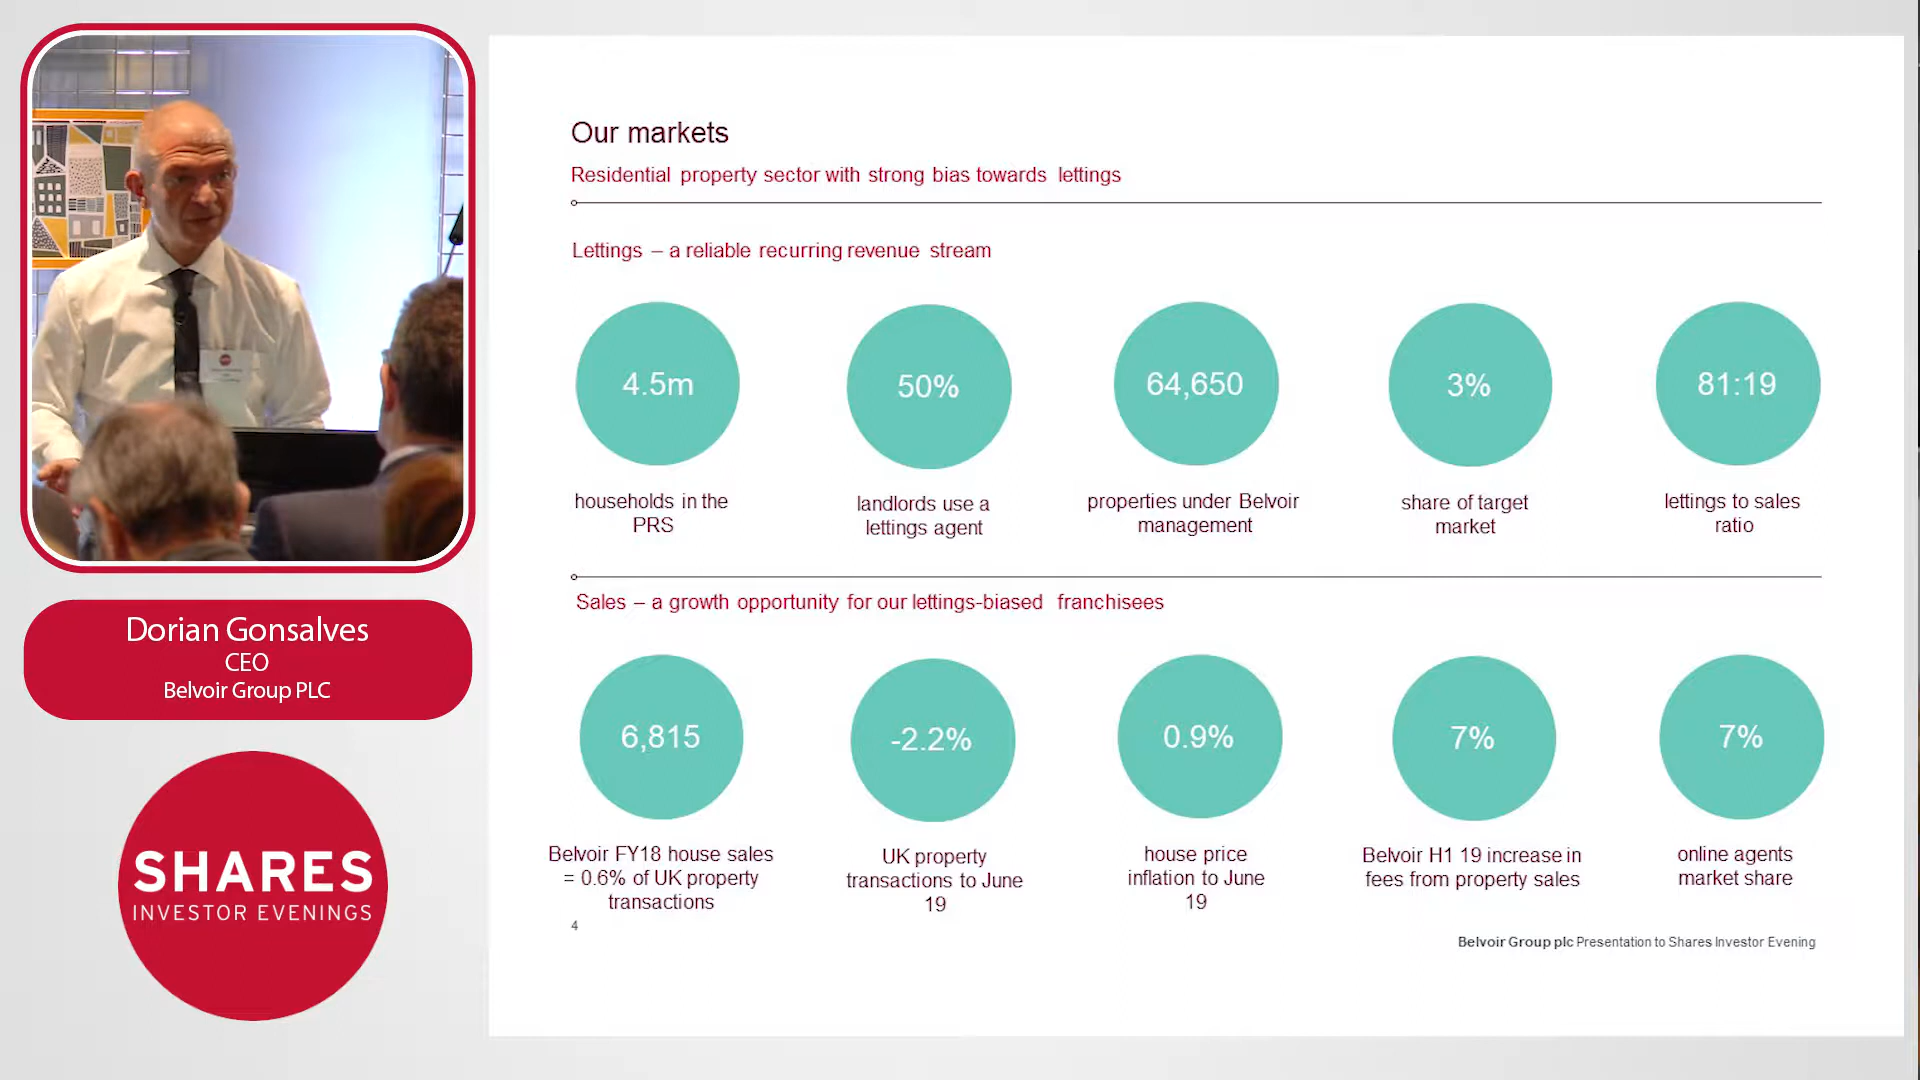 Our markets
Residential property sector with strong bias towards lettings
Lettings – a reliable recurring revenue stream
4.5m
50%
64,650
3%
81:19
households in the
PRS
landlords use a
lettings agent
properties under Belvoir
management
share of target
market
lettings to sales
ratio
Sales – a growth opportunity for our lettings-biased franchisees
6,815
-2.2%
0.9%
7%
7%
Belvoir FY18 house sales
= 0.6% of UK property
transactions
UK property
transactions to June
19
house price
inflation to June
19
Belvoir H1 19 increase in
fees from property sales
online agents
market share
4
Belvoir Group plc Presentation to Shares Investor Evening
Dorian Gonsalves
CEO
Belvoir Group PLC
SHARES
INVESTOR EVENINGS